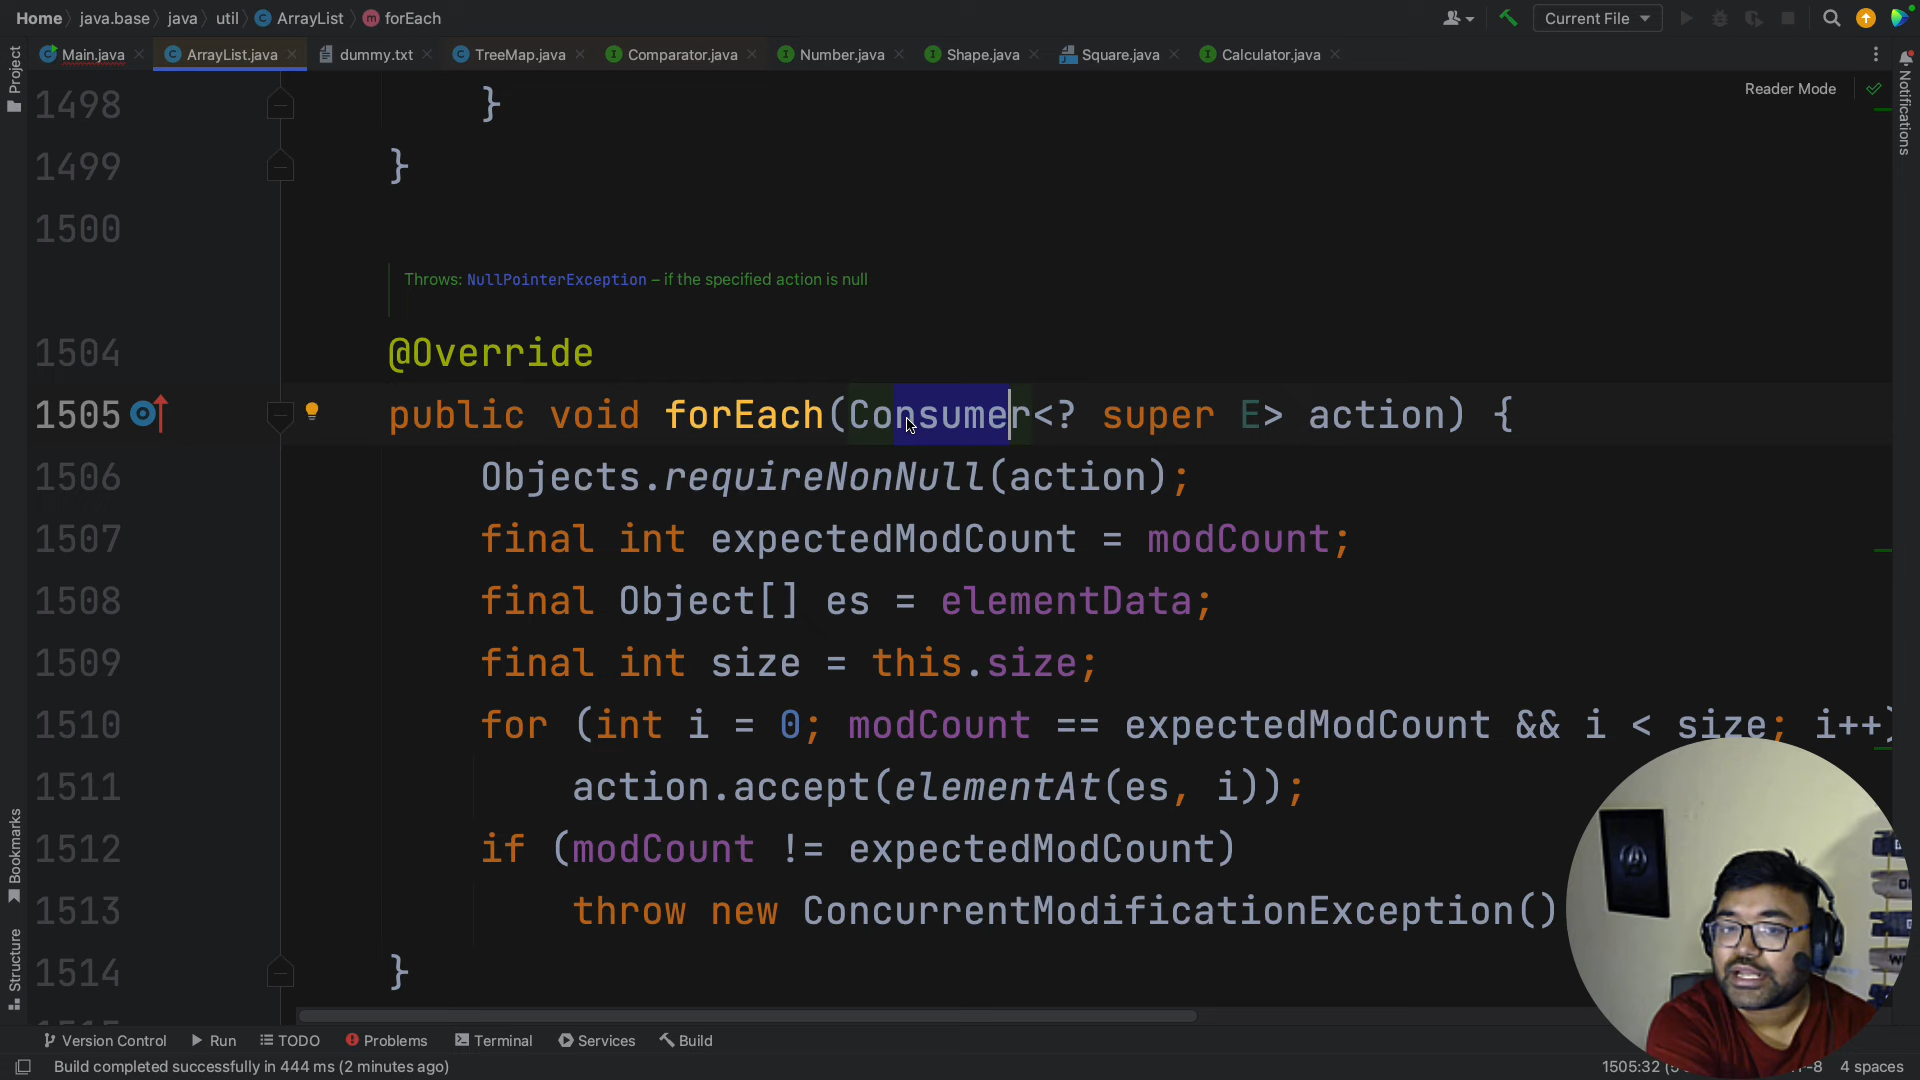 Home java.base java util ArrayList forEach
Current File
Main.java ArrayList.java dummy.txt TreeMap.java Comparator.java Number.java Shape.java Square.java Calculator.java
Project
Notifications
Reader Mode
1498 }
1499 }
1500
Throws: NullPointerException – if the specified action is null
1504 @Override
1505 public void forEach(Consumer<? super E> action) {
1506 Objects.requireNonNull(action);
1507 final int expectedModCount = modCount;
1508 final Object[] es = elementData;
1509 final int size = this.size;
1510 for (int i = 0; modCount == expectedModCount && i < size; i++)
1511 action.accept(elementAt(es, i));
1512 if (modCount != expectedModCount)
1513 throw new ConcurrentModificationException()
1514 }
Bookmarks
Structure
Version Control Run TODO Problems Terminal Services Build
Build completed successfully in 444 ms (2 minutes ago)
1505:32 4 spaces